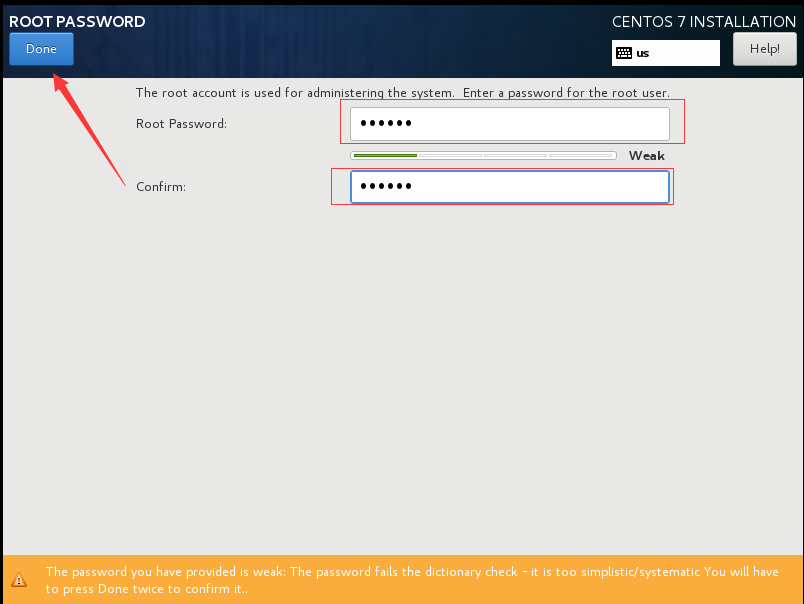 ROOT PASSWORD
CENTOS 7 INSTALLATION
Done
us
Help!
The root account is used for administering the system. Enter a password for the root user.
Root Password:
••••••
Weak
Confirm:
••••••
The password you have provided is weak: The password fails the dictionary check - it is too simplistic/systematic You will have
to press Done twice to confirm it..